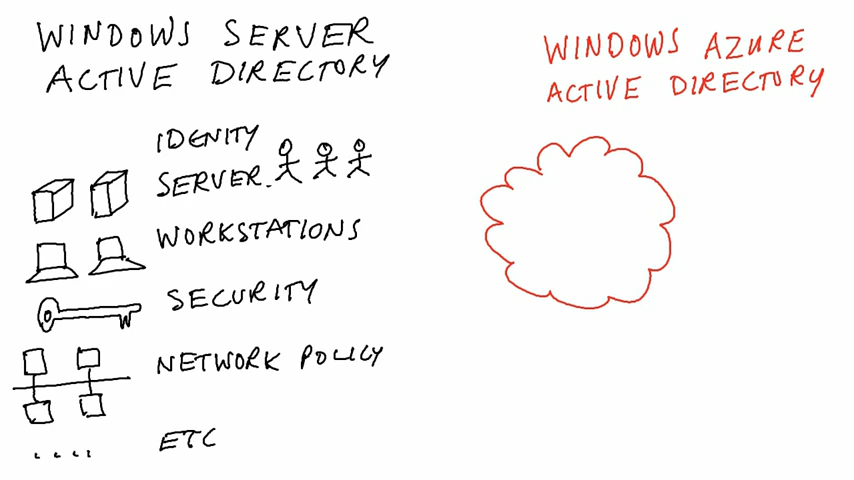 WINDOWS SERVER
ACTIVE DIRECTORY
IDENITY
SERVER.
WORKSTATIONS
SECURITY
NETWORK POLICY
.... ETC
WINDOWS AZURE
ACTIVE DIRECTORY